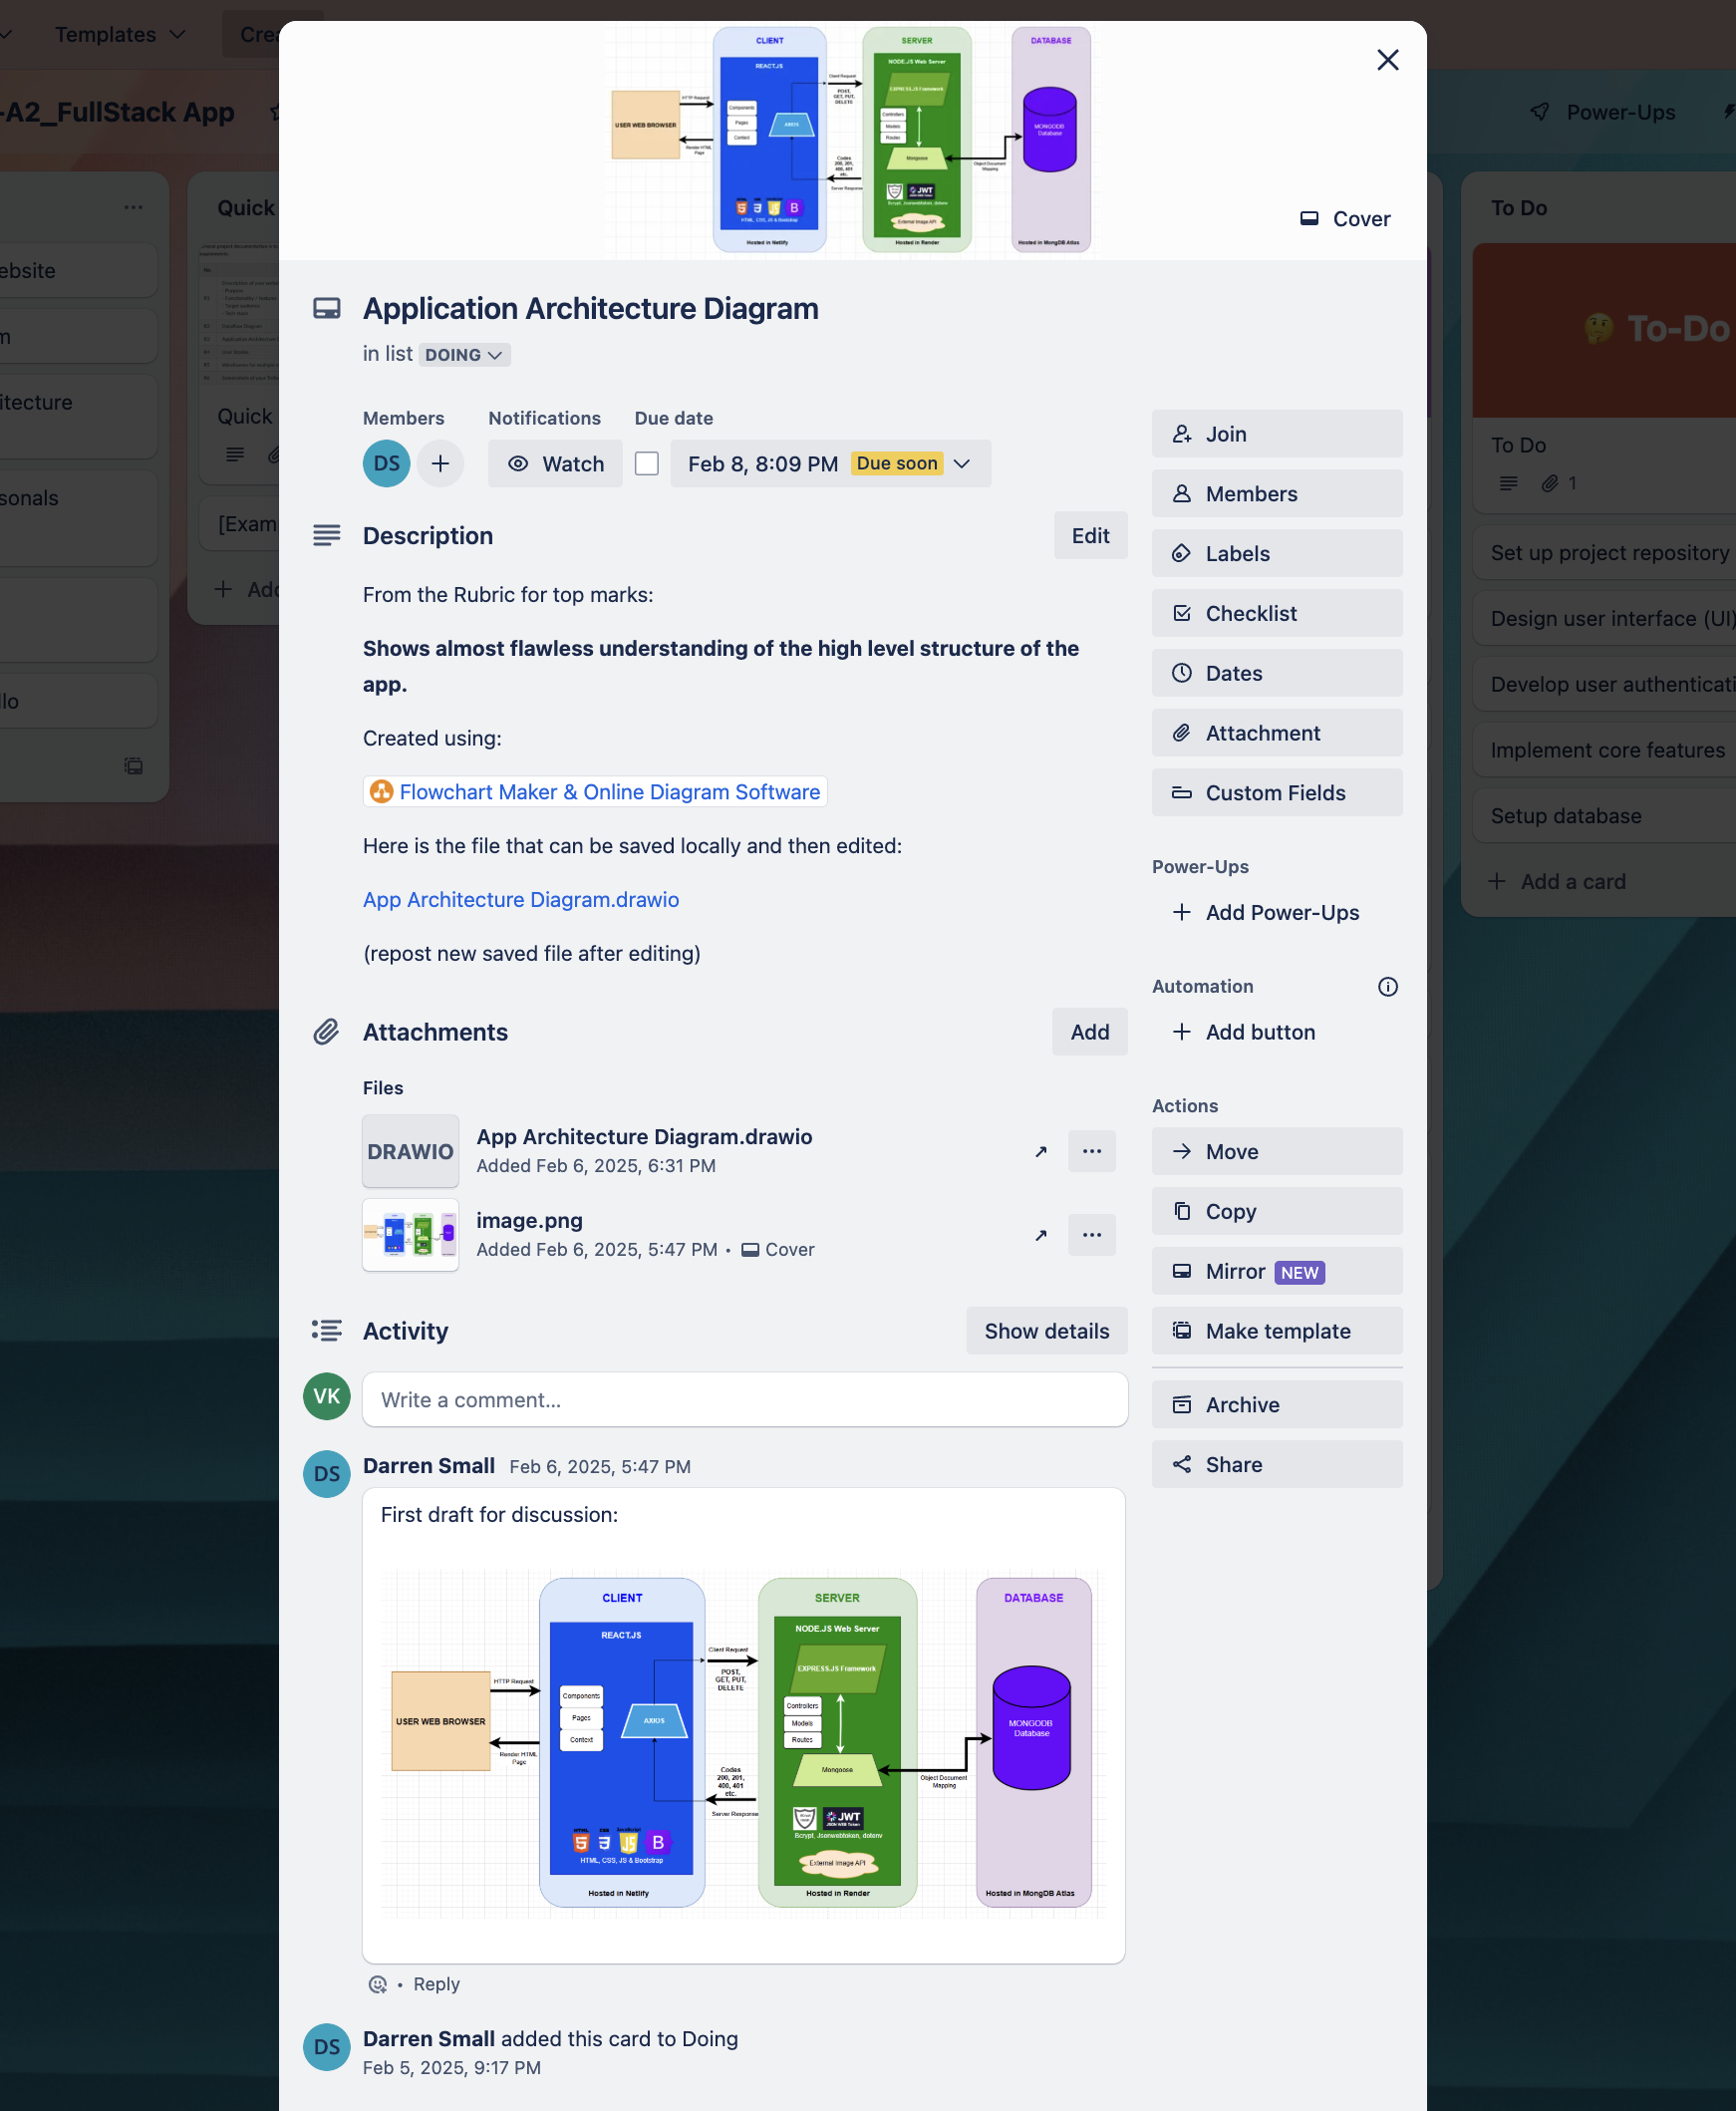 Templates
Crea
-A2_FullStack App
Power-Ups
CLIENT
REACT.JS
Components
Pages
Context
AXIOS
HTML, CSS, JS & Bootstrap
Hosted in Netlify
USER WEB BROWSER
HTTP Request
Render HTML
Page
Client Request
POST,
GET, PUT,
DELETE
Codes
200, 201,
400, 401
etc.
Server Response
SERVER
NODE.JS Web Server
EXPRESS.JS Framework
Controllers
Models
Routes
Mongoose
JWT
Bcrypt, Jsonwebtoken, dotenv
External Image API
Hosted in Render
Object Document
Mapping
DATABASE
MONGODB
Database
Hosted in MongDB Atlas
Cover
ebsite
m
itecture
sonals
llo
Quick
Quick
[Exam
Add
To Do
🤔 To-Do
To Do
1
Set up project repository
Design user interface (UI)
Develop user authenticati
Implement core features
Setup database
Add a card
Application Architecture Diagram
in list DOING
Members
Notifications
Due date
DS
Watch
Feb 8, 8:09 PM Due soon
Description
Edit
From the Rubric for top marks:
Shows almost flawless understanding of the high level structure of the
app.
Created using:
Flowchart Maker & Online Diagram Software
Here is the file that can be saved locally and then edited:
App Architecture Diagram.drawio
(repost new saved file after editing)
Attachments
Add
Files
DRAWIO
App Architecture Diagram.drawio
Added Feb 6, 2025, 6:31 PM
image.png
Added Feb 6, 2025, 5:47 PM • Cover
Activity
Show details
VK
Write a comment…
DS
Darren Small Feb 6, 2025, 5:47 PM
First draft for discussion:
CLIENT
REACT.JS
Components
Pages
Context
AXIOS
HTML
CSS
JavaScript
5
3
JS
B
HTML, CSS, JS & Bootstrap
Hosted in Netlify
USER WEB BROWSER
HTTP Request
Render HTML
Page
Client Request
POST,
GET, PUT,
DELETE
Codes
200, 201,
400, 401
etc.
Server Response
SERVER
NODE.JS Web Server
EXPRESS.JS Framework
Controllers
Models
Routes
Mongoose
JWT
JSON WEB Token
Bcrypt, Jsonwebtoken, dotenv
External Image API
Hosted in Render
Object Document
Mapping
DATABASE
MONGODB
Database
Hosted in MongDB Atlas
• Reply
DS
Darren Small added this card to Doing
Feb 5, 2025, 9:17 PM
Join
Members
Labels
Checklist
Dates
Attachment
Custom Fields
Power-Ups
Add Power-Ups
Automation
Add button
Actions
Move
Copy
Mirror NEW
Make template
Archive
Share